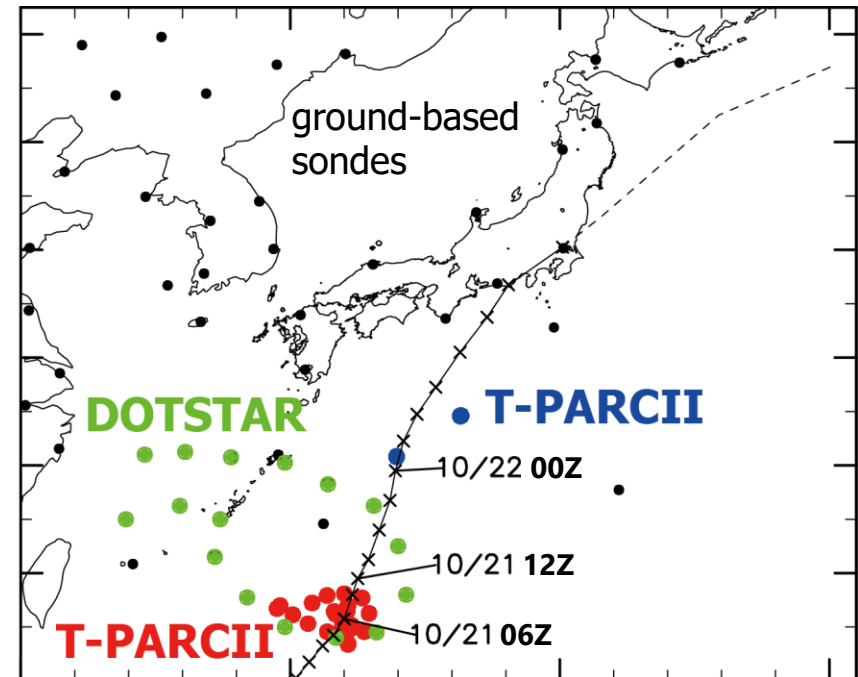 ground-based
sondes
DOTSTAR
T-PARCII
10/22 00Z
10/21 12Z
T-PARCII
10/21 06Z